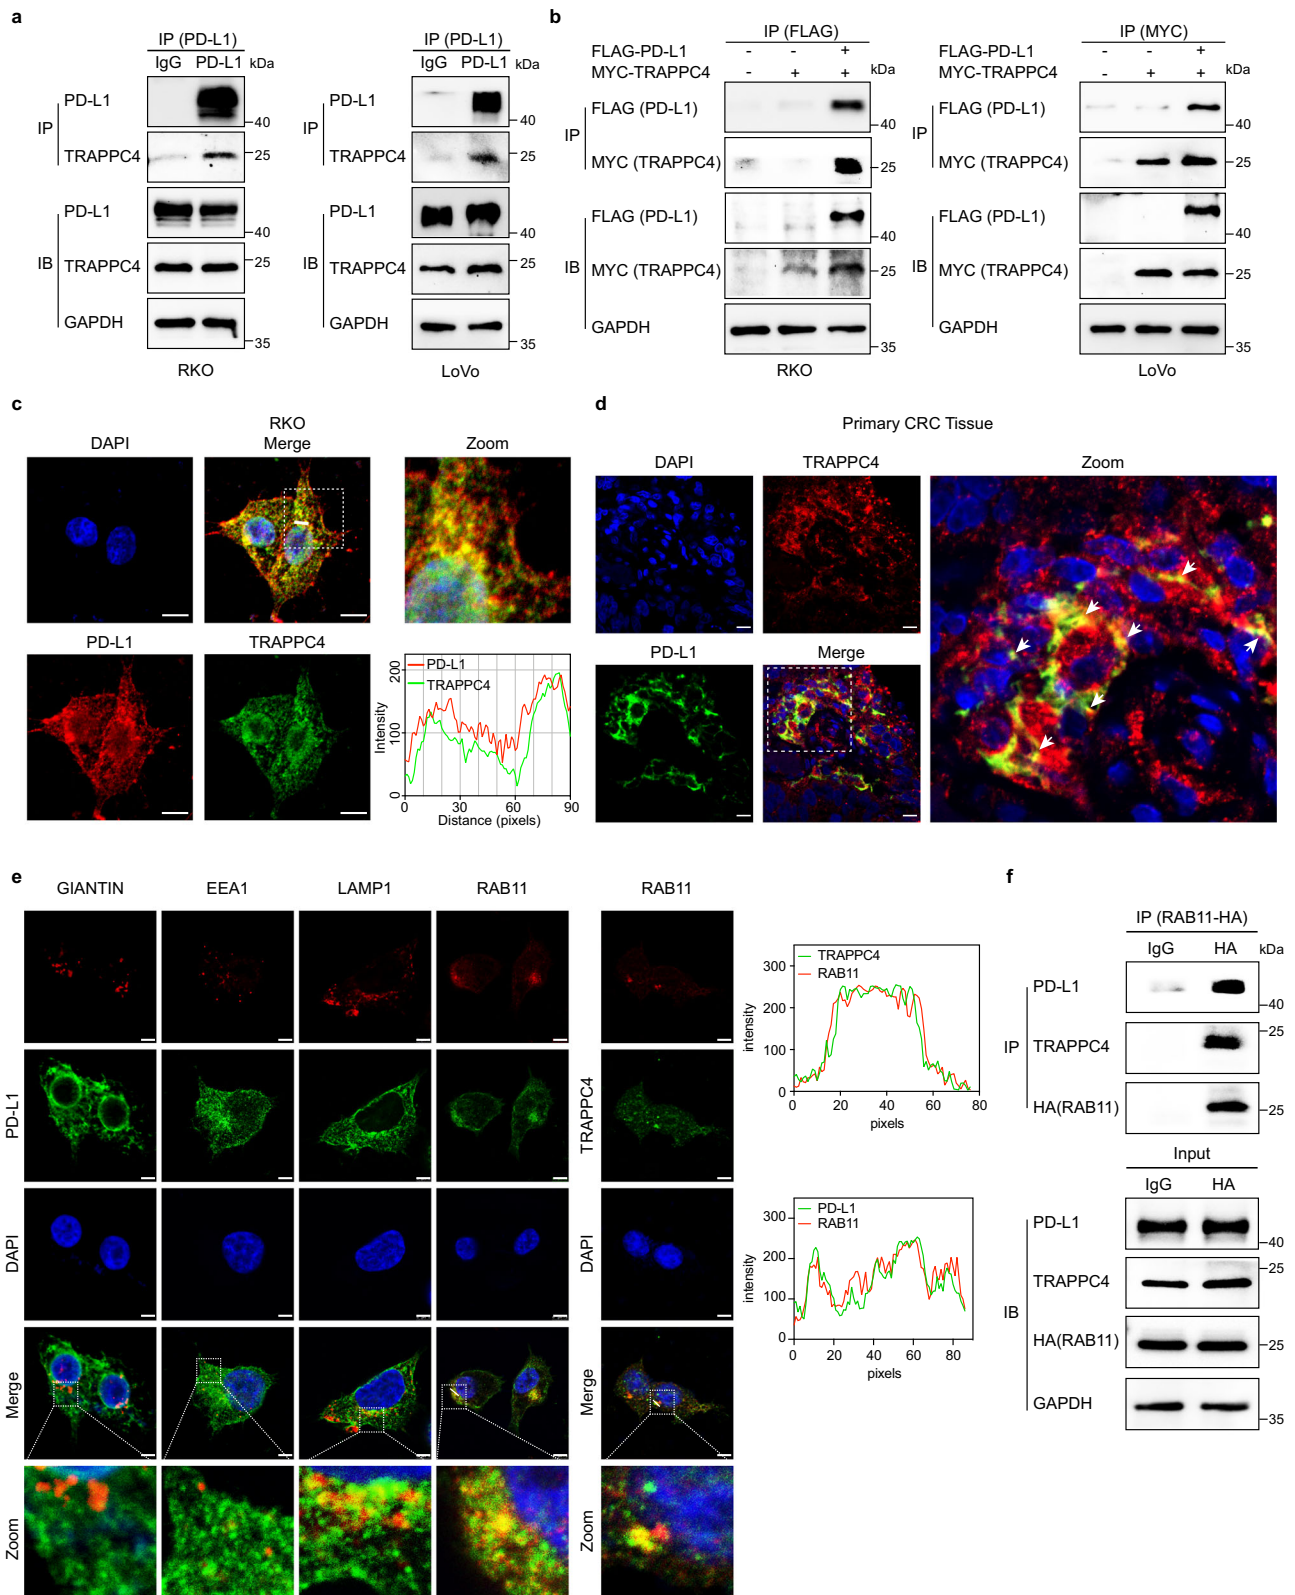 a
IP (PD-L1)
IgG PD-L1 kDa
IP
PD-L1
40
TRAPPC4
25
IB
PD-L1
40
TRAPPC4
25
GAPDH
35
RKO
IP (PD-L1)
IgG PD-L1 kDa
IP
PD-L1
40
TRAPPC4
25
IB
PD-L1
40
TRAPPC4
25
GAPDH
35
LoVo
b
IP (FLAG)
FLAG-PD-L1 - - +
MYC-TRAPPC4 - + + kDa
IP
FLAG (PD-L1)
40
MYC (TRAPPC4)
25
IB
FLAG (PD-L1)
40
MYC (TRAPPC4)
25
GAPDH
35
RKO
IP (MYC)
FLAG-PD-L1 - - +
MYC-TRAPPC4 - + + kDa
IP
FLAG (PD-L1)
40
MYC (TRAPPC4)
25
IB
FLAG (PD-L1)
40
MYC (TRAPPC4)
25
GAPDH
35
LoVo
c
RKO
DAPI Merge Zoom
PD-L1 TRAPPC4
PD-L1
TRAPPC4
Intensity
200
100
0
0 30 60 90
Distance (pixels)
d
Primary CRC Tissue
DAPI TRAPPC4 Zoom
PD-L1 Merge
e
GIANTIN EEA1 LAMP1 RAB11 RAB11
PD-L1
TRAPPC4
DAPI
DAPI
Merge
Merge
Zoom
Zoom
TRAPPC4
RAB11
intensity
300
200
100
0
0 20 40 60 80
pixels
PD-L1
RAB11
intensity
300
200
100
0
0 20 40 60 80
pixels
f
IP (RAB11-HA)
IgG HA kDa
IP
PD-L1
40
TRAPPC4
25
HA(RAB11)
25
Input
IgG HA
IB
PD-L1
40
TRAPPC4
25
HA(RAB11)
25
GAPDH
35